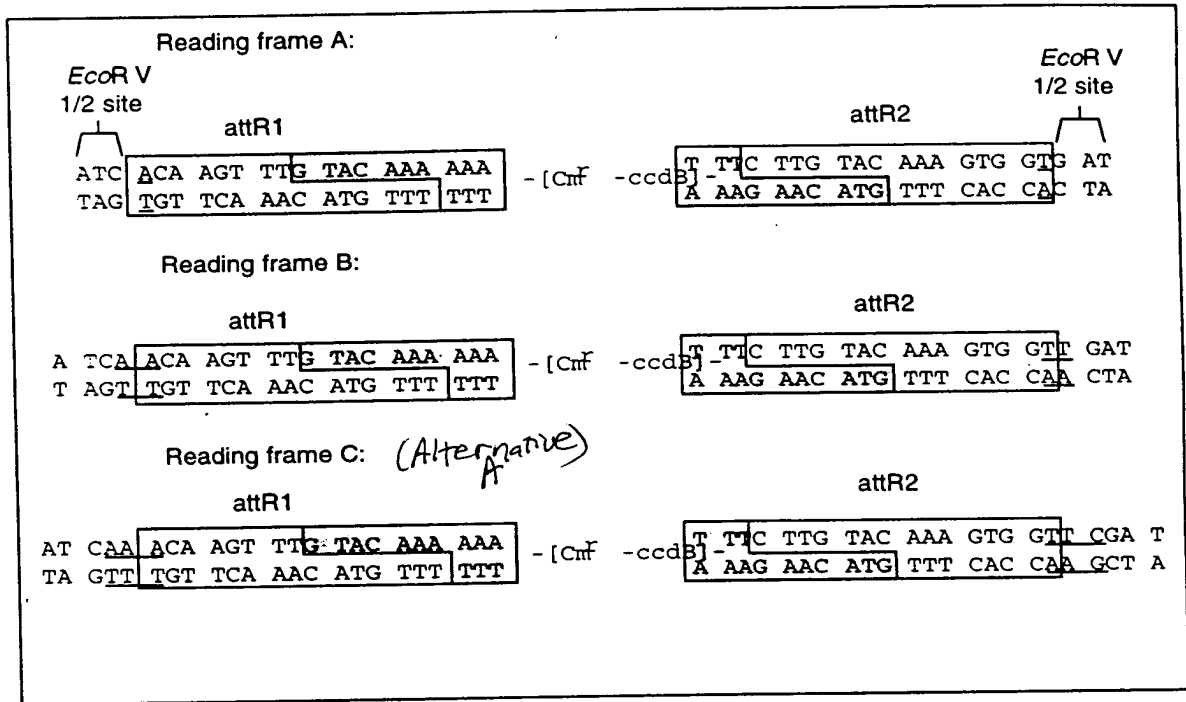 Reading frame A:
EcoR V
1/2 site
EcoR V
1/2 site
attR1
attR2
ATC ACA AGT TTG TAC AAA AAA -[Cmr -ccdB]- T TTC TTG TAC AAA GTG GTG AT
TAG TGT TCA AAC ATG TTT TTT A AAG AAC ATG TTT CAC CAC TA
Reading frame B:
attR1
attR2
A TCA ACA AGT TTG TAC AAA AAA -[Cmr -ccdB]- T TTC TTG TAC AAA GTG GTT GAT
T AGT TGT TCA AAC ATG TTT TTT A AAG AAC ATG TTT CAC CAA CTA
Reading frame C: (Alternative A)
attR1
attR2
AT CAA ACA AGT TTG TAC AAA AAA -[Cmr -ccdB]- T TTC TTG TAC AAA GTG GTT CGA T
TA GTT TGT TCA AAC ATG TTT TTT A AAG AAC ATG TTT CAC CAA GCT A